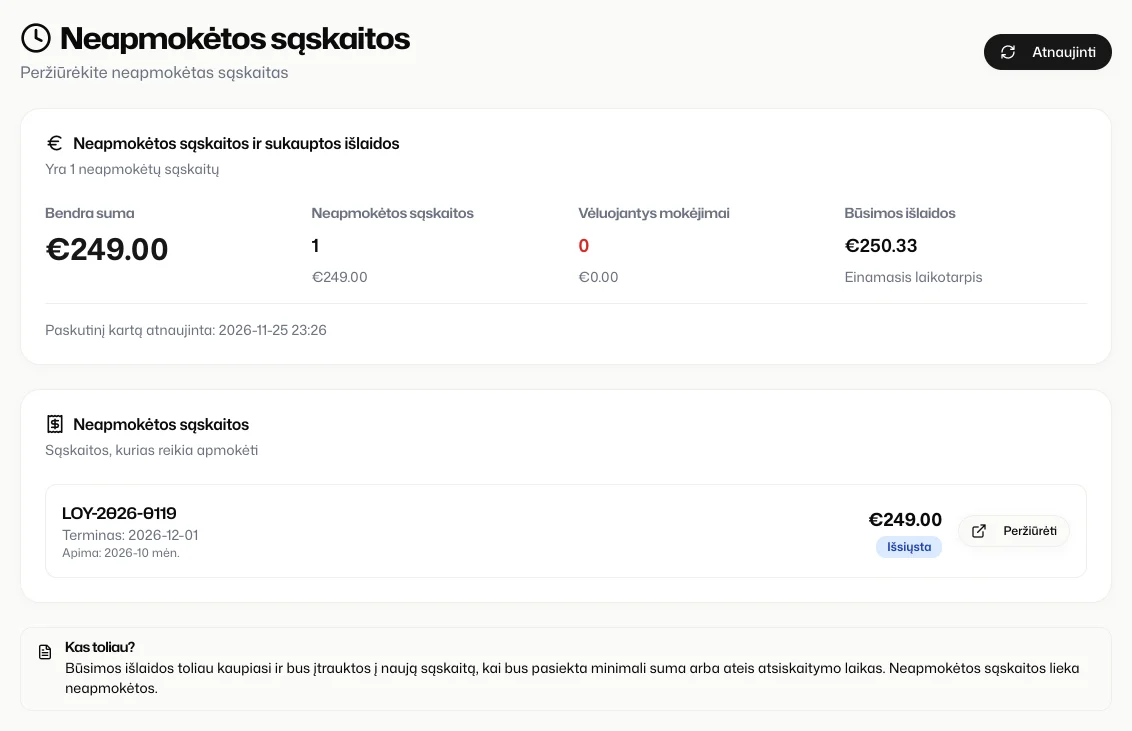 Neapmokėtos sąskaitos
Peržiūrėkite neapmokėtas sąskaitas
Atnaujinti
Neapmokėtos sąskaitos ir sukauptos išlaidos
Yra 1 neapmokėtų sąskaitų
Bendra suma
€249.00
Neapmokėtos sąskaitos
1
€249.00
Vėluojantys mokėjimai
0
€0.00
Būsimos išlaidos
€250.33
Einamasis laikotarpis
Paskutinį kartą atnaujinta: 2026-11-25 23:26
Neapmokėtos sąskaitos
Sąskaitos, kurias reikia apmokėti
LOY-2026-0119
Terminas: 2026-12-01
Apima: 2026-10 mėn.
€249.00
Išsiųsta
Peržiūrėti
Kas toliau?
Būsimos išlaidos toliau kaupiasi ir bus įtrauktos į naują sąskaitą, kai bus pasiekta minimali suma arba ateis atsiskaitymo laikas. Neapmokėtos sąskaitos lieka
neapmokėtos.